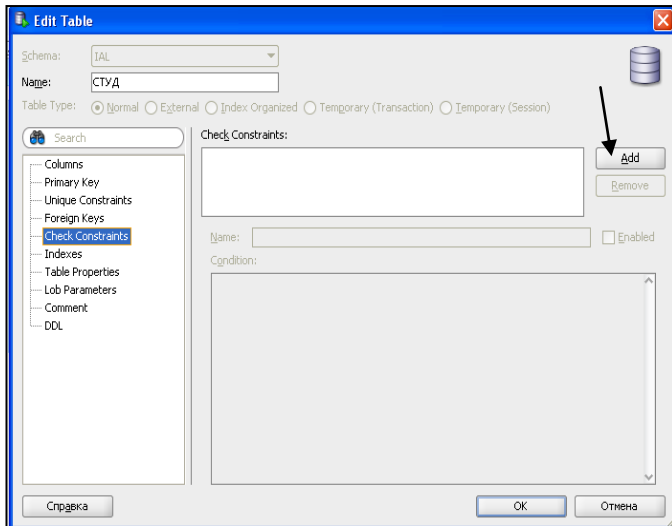 Edit Table
Schema: IAL
Name: СТУД
Table Type: Normal External Index Organized Temporary (Transaction) Temporary (Session)
Search
Columns
Primary Key
Unique Constraints
Foreign Keys
Check Constraints
Indexes
Table Properties
Lob Parameters
Comment
DDL
Check Constraints:
Add
Remove
Name: Enabled
Condition:
Справка OK Отмена